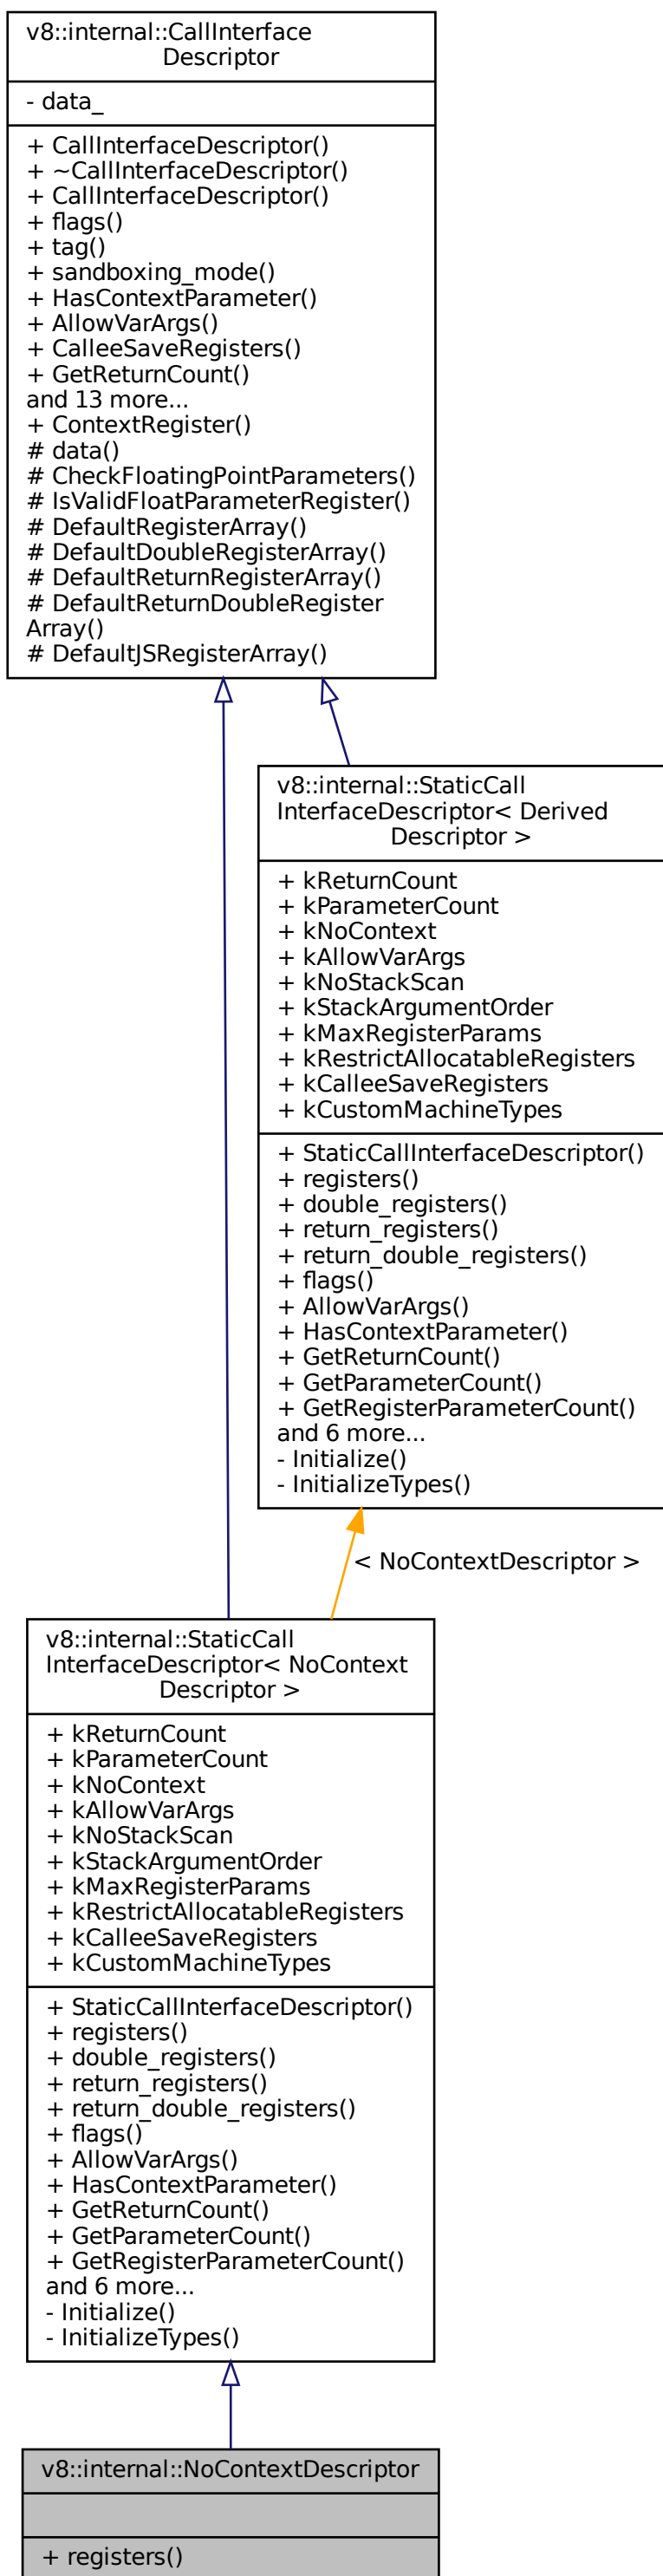 v8::internal::CallInterface
Descriptor
- data_
+ CallInterfaceDescriptor()
+ ~CallInterfaceDescriptor()
+ CallInterfaceDescriptor()
+ flags()
+ tag()
+ sandboxing_mode()
+ HasContextParameter()
+ AllowVarArgs()
+ CalleeSaveRegisters()
+ GetReturnCount()
and 13 more...
+ ContextRegister()
# data()
# CheckFloatingPointParameters()
# IsValidFloatParameterRegister()
# DefaultRegisterArray()
# DefaultDoubleRegisterArray()
# DefaultReturnRegisterArray()
# DefaultReturnDoubleRegister
Array()
# DefaultJSRegisterArray()
v8::internal::StaticCall
InterfaceDescriptor< Derived
Descriptor >
+ kReturnCount
+ kParameterCount
+ kNoContext
+ kAllowVarArgs
+ kNoStackScan
+ kStackArgumentOrder
+ kMaxRegisterParams
+ kRestrictAllocatableRegisters
+ kCalleeSaveRegisters
+ kCustomMachineTypes
+ StaticCallInterfaceDescriptor()
+ registers()
+ double_registers()
+ return_registers()
+ return_double_registers()
+ flags()
+ AllowVarArgs()
+ HasContextParameter()
+ GetReturnCount()
+ GetParameterCount()
+ GetRegisterParameterCount()
and 6 more...
- Initialize()
- InitializeTypes()
< NoContextDescriptor >
v8::internal::StaticCall
InterfaceDescriptor< NoContext
Descriptor >
+ kReturnCount
+ kParameterCount
+ kNoContext
+ kAllowVarArgs
+ kNoStackScan
+ kStackArgumentOrder
+ kMaxRegisterParams
+ kRestrictAllocatableRegisters
+ kCalleeSaveRegisters
+ kCustomMachineTypes
+ StaticCallInterfaceDescriptor()
+ registers()
+ double_registers()
+ return_registers()
+ return_double_registers()
+ flags()
+ AllowVarArgs()
+ HasContextParameter()
+ GetReturnCount()
+ GetParameterCount()
+ GetRegisterParameterCount()
and 6 more...
- Initialize()
- InitializeTypes()
v8::internal::NoContextDescriptor
+ registers()